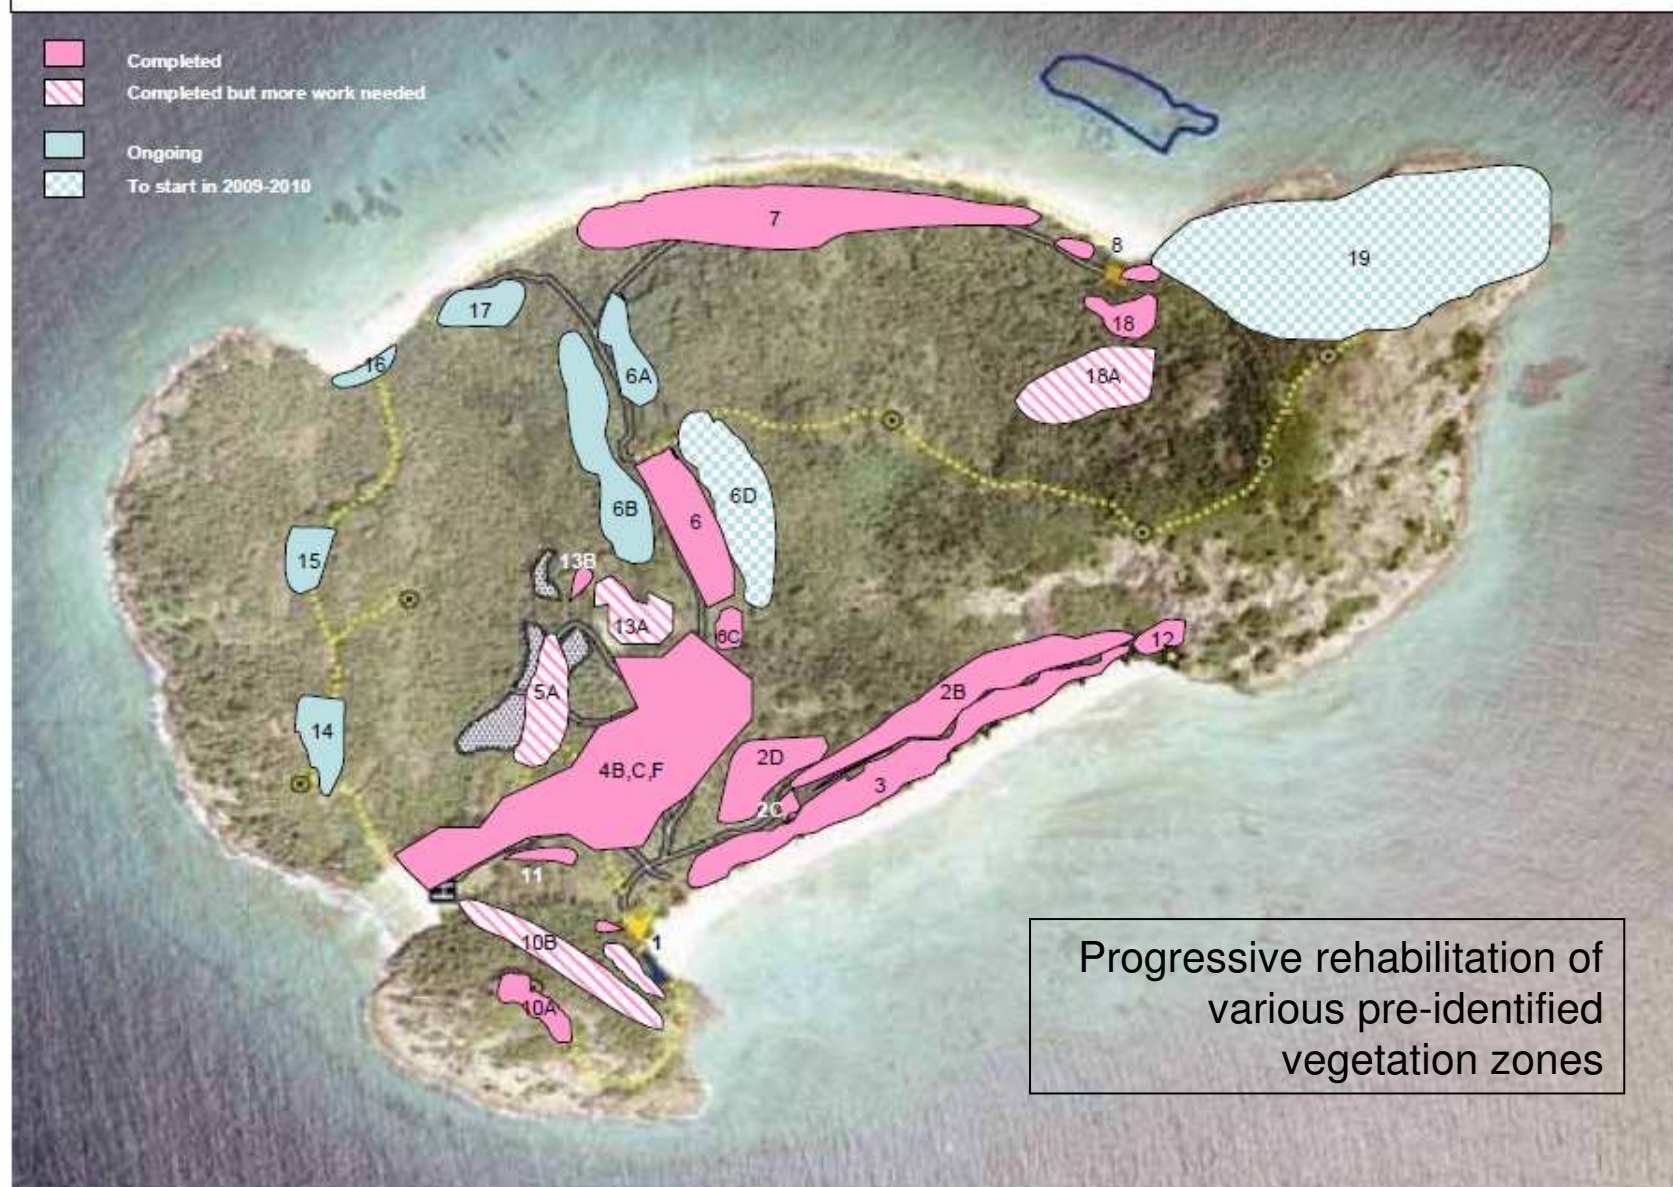 Completed
Completed but more work needed
Ongoing
To start in 2009-2010
7
8
19
17
18
16
6A
18A
6D
6B
6
15
13B
13A
6C
12
5A
2B
14
2D
4B,C,F
3
2C
11
10B
1
10A
H
Progressive rehabilitation of
various pre-identified
vegetation zones